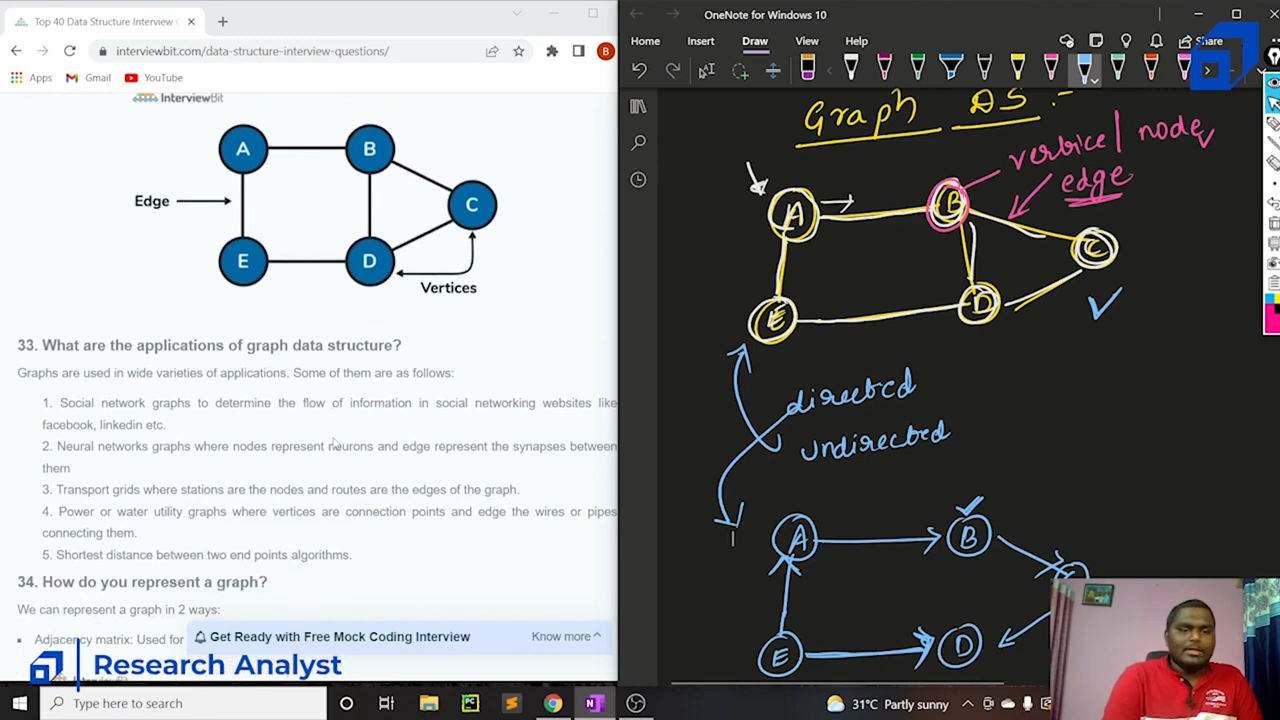 Top 40 Data Structure Interview
interviewbit.com/data-structure-interview-questions/
B
Apps
Gmail
YouTube
InterviewBit
A
B
Edge
C
E
D
Vertices
33. What are the applications of graph data structure?
Graphs are used in wide varieties of applications. Some of them are as follows:
1. Social network graphs to determine the flow of information in social networking websites like
facebook, linkedin etc.
2. Neural networks graphs where nodes represent neurons and edge represent the synapses between
them
3. Transport grids where stations are the nodes and routes are the edges of the graph.
4. Power or water utility graphs where vertices are connection points and edge the wires or pipes
connecting them.
5. Shortest distance between two end points algorithms.
34. How do you represent a graph?
We can represent a graph in 2 ways:
Adjacency matrix: Used for
Get Ready with Free Mock Coding Interview
Know more
Research Analyst
Type here to search
OneNote for Windows 10
Home
Insert
Draw
View
Help
Share
Graph DS :-
verbice | node
edge
A
B
C
E
D
directed
undirected
A
B
E
D
31°C Partly sunny